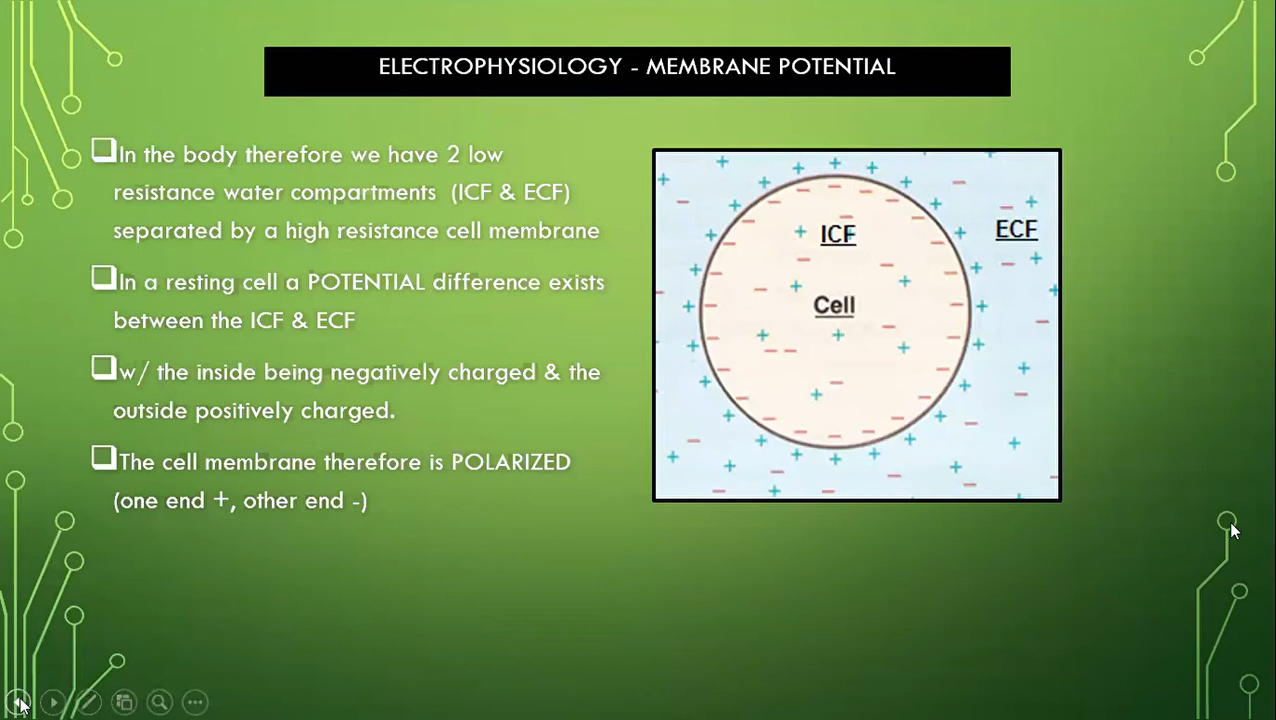 ELECTROPHYSIOLOGY - MEMBRANE POTENTIAL
In the body therefore we have 2 low
resistance water compartments (ICF & ECF)
separated by a high resistance cell membrane
In a resting cell a POTENTIAL difference exists
between the ICF & ECF
w/ the inside being negatively charged & the
outside positively charged.
The cell membrane therefore is POLARIZED
(one end +, other end -)
ICF
ECF
Cell